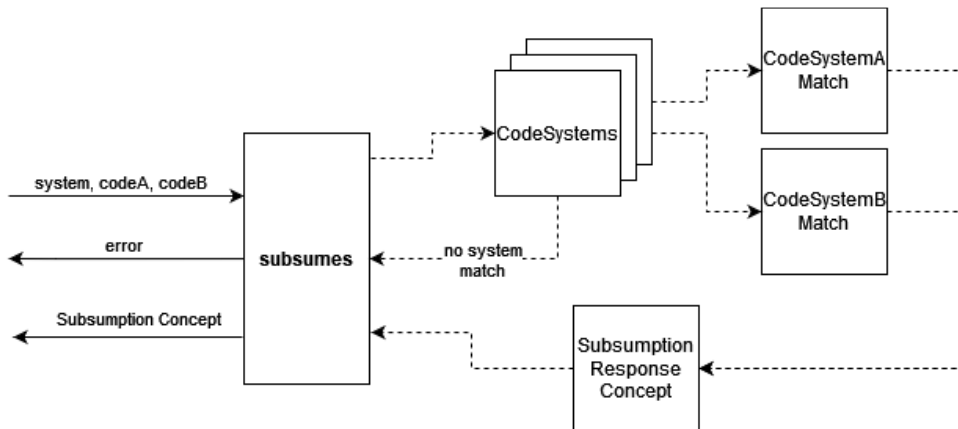 CodeSystemA
Match
CodeSystems
system, codeA, codeB
CodeSystemB
Match
error
subsumes
no system
match
Subsumption Concept
Subsumption
Response
Concept